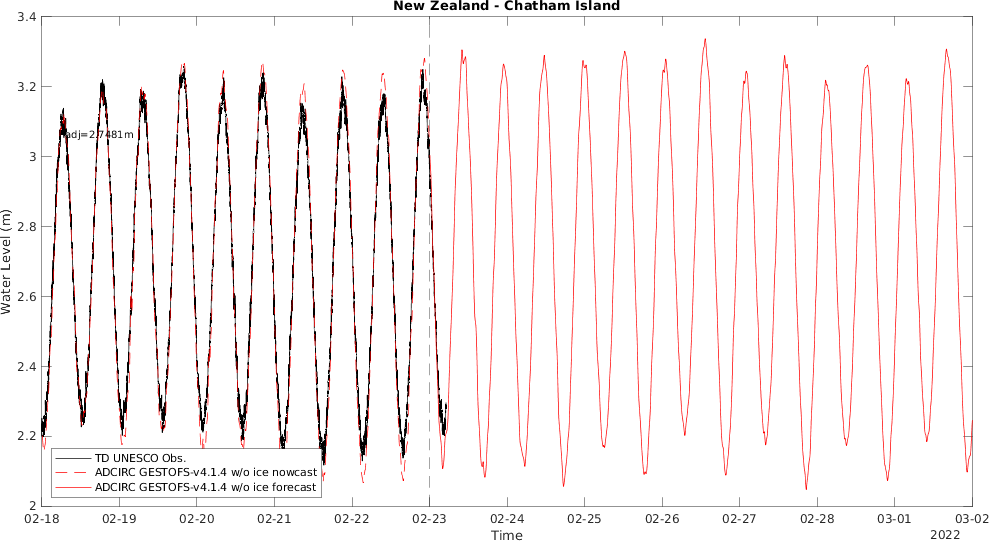 New Zealand - Chatham Island
3.4
3.2
3
2.8
2.6
2.4
2.2
2
Water Level (m)
adj=2.7481m
TD UNESCO Obs.
ADCIRC GESTOFS-v4.1.4 w/o ice nowcast
ADCIRC GESTOFS-v4.1.4 w/o ice forecast
02-18 02-19 02-20 02-21 02-22 02-23 02-24 02-25 02-26 02-27 02-28 03-01 03-02
Time
2022